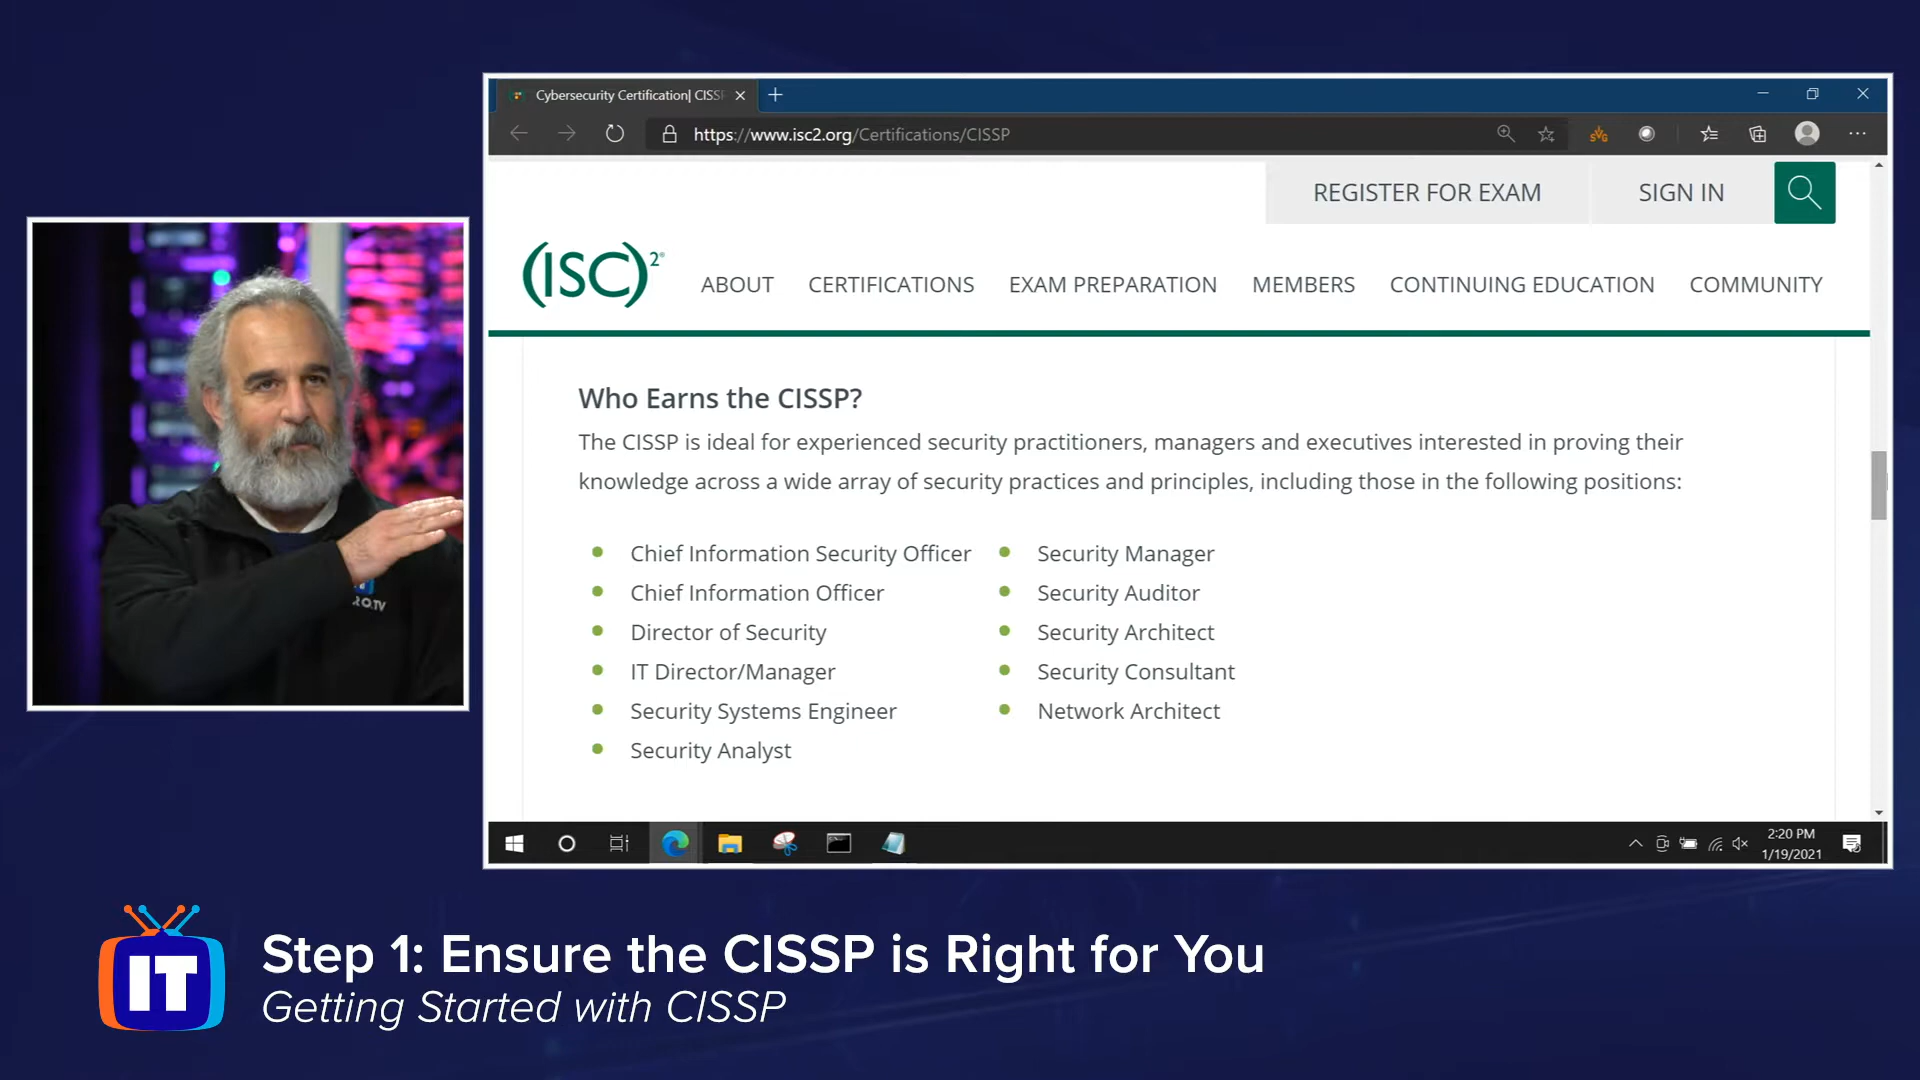 Cybersecurity Certification| CISS
https://www.isc2.org/Certifications/CISSP
REGISTER FOR EXAM
SIGN IN
(ISC)²®
ABOUT
CERTIFICATIONS
EXAM PREPARATION
MEMBERS
CONTINUING EDUCATION
COMMUNITY
Who Earns the CISSP?
The CISSP is ideal for experienced security practitioners, managers and executives interested in proving their
knowledge across a wide array of security practices and principles, including those in the following positions:
Chief Information Security Officer
Chief Information Officer
Director of Security
IT Director/Manager
Security Systems Engineer
Security Analyst
Security Manager
Security Auditor
Security Architect
Security Consultant
Network Architect
2:20 PM
1/19/2021
IT
Step 1: Ensure the CISSP is Right for You
Getting Started with CISSP